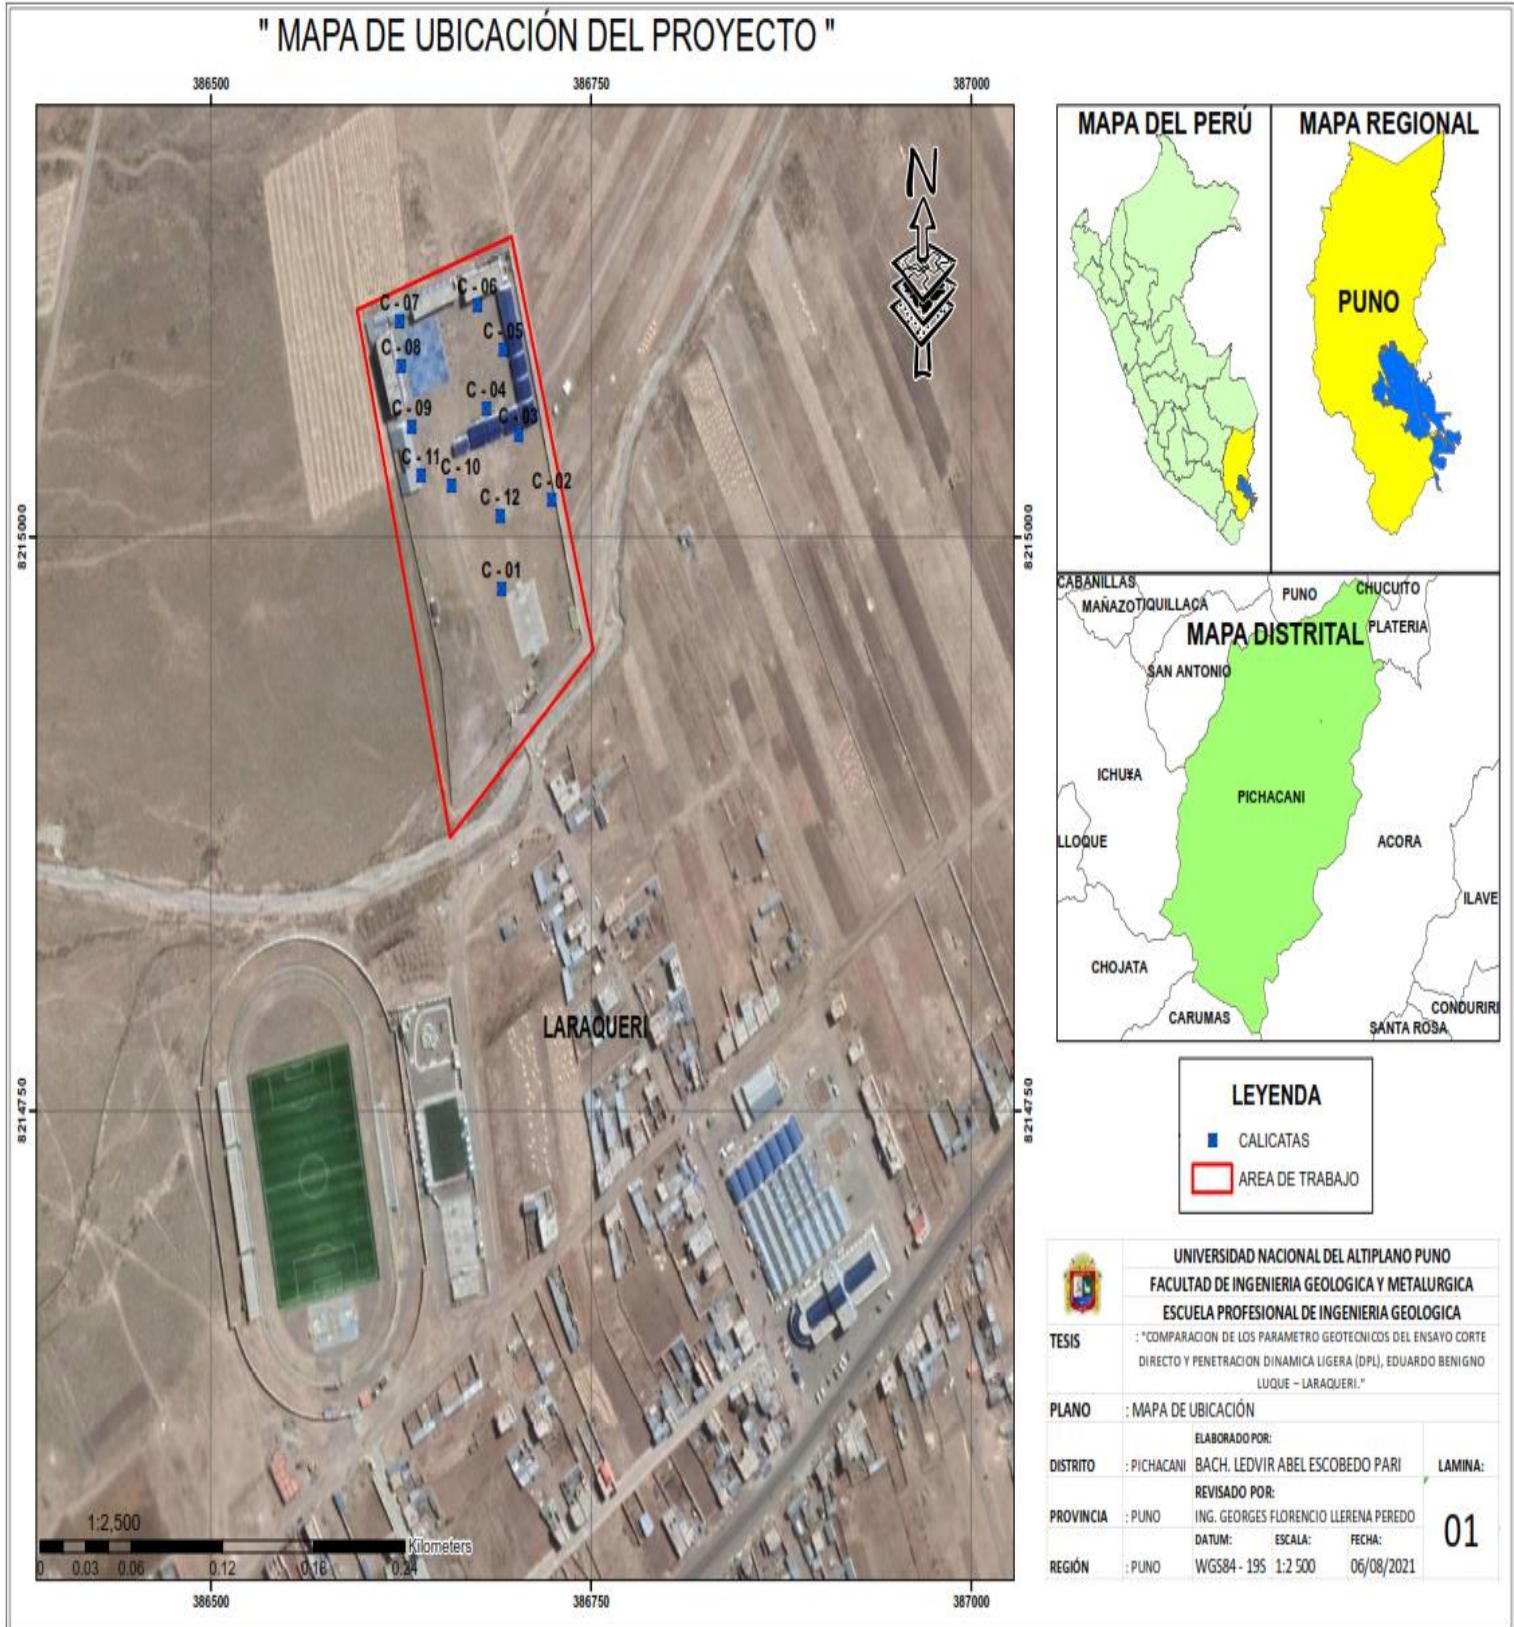 " MAPA DE UBICACIÓN DEL PROYECTO "
386500
386750
387000
N
C - 06
C - 07
C - 05
C - 08
C - 04
C - 09
C - 03
C - 11
C - 10
C - 02
C - 12
C - 01
8215000
8215000
LARAQUERI
8214750
8214750
1:2,500
Kilometers
0 0.03 0.06 0.12 0.18 0.24
386500
386750
387000
MAPA DEL PERÚ
MAPA REGIONAL
PUNO
CABANILLAS
MAÑAZO
TIQUILLACA
PUNO
CHUCUITO
PLATERIA
MAPA DISTRITAL
SAN ANTONIO
ICHU¥A
PICHACANI
LLOQUE
ACORA
ILAVE
CHOJATA
CARUMAS
CONDURIRI
SANTA ROSA
LEYENDA
CALICATAS
AREA DE TRABAJO
UNIVERSIDAD NACIONAL DEL ALTIPLANO PUNO
FACULTAD DE INGENIERIA GEOLOGICA Y METALURGICA
ESCUELA PROFESIONAL DE INGENIERIA GEOLOGICA
TESIS : "COMPARACION DE LOS PARAMETRO GEOTECNICOS DEL ENSAYO CORTE
DIRECTO Y PENETRACION DINAMICA LIGERA (DPL), EDUARDO BENIGNO
LUQUE – LARAQUERI."
PLANO : MAPA DE UBICACIÓN
ELABORADO POR:
DISTRITO : PICHACANI BACH. LEDVIR ABEL ESCOBEDO PARI LAMINA:
REVISADO POR:
PROVINCIA : PUNO ING. GEORGES FLORENCIO LLERENA PEREDO
01
DATUM: ESCALA: FECHA:
REGIÓN : PUNO WGS84 - 19S 1:2 500 06/08/2021